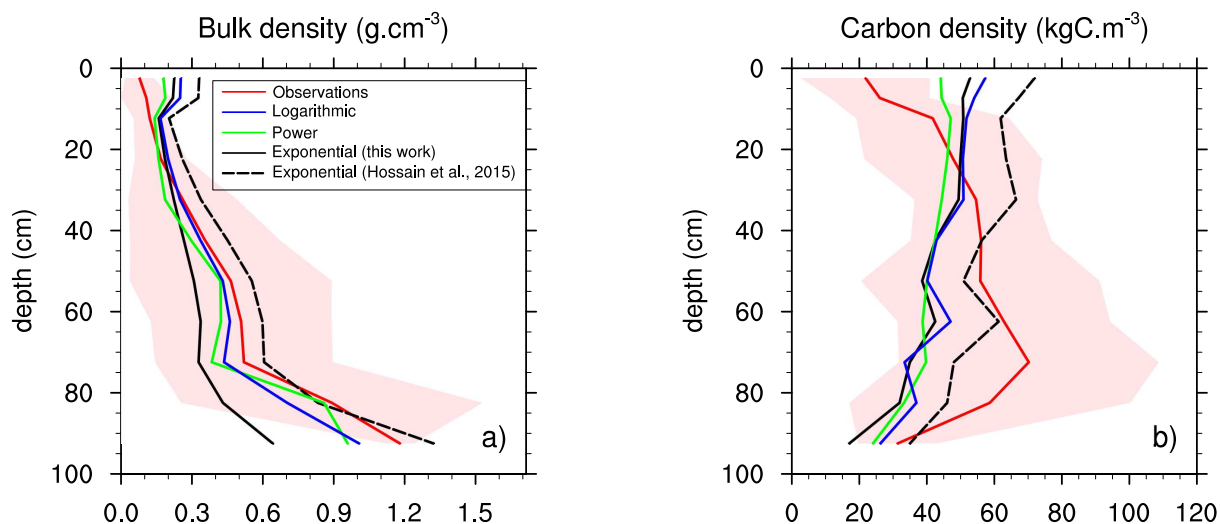 Bulk density (g.cm-3)
0
20
40
60
80
100
depth (cm)
Observations
Logarithmic
Power
Exponential (this work)
Exponential (Hossain et al., 2015)
a)
0.0 0.3 0.6 0.9 1.2 1.5
Carbon density (kgC.m-3)
0
20
40
60
80
100
depth (cm)
b)
0 20 40 60 80 100 120